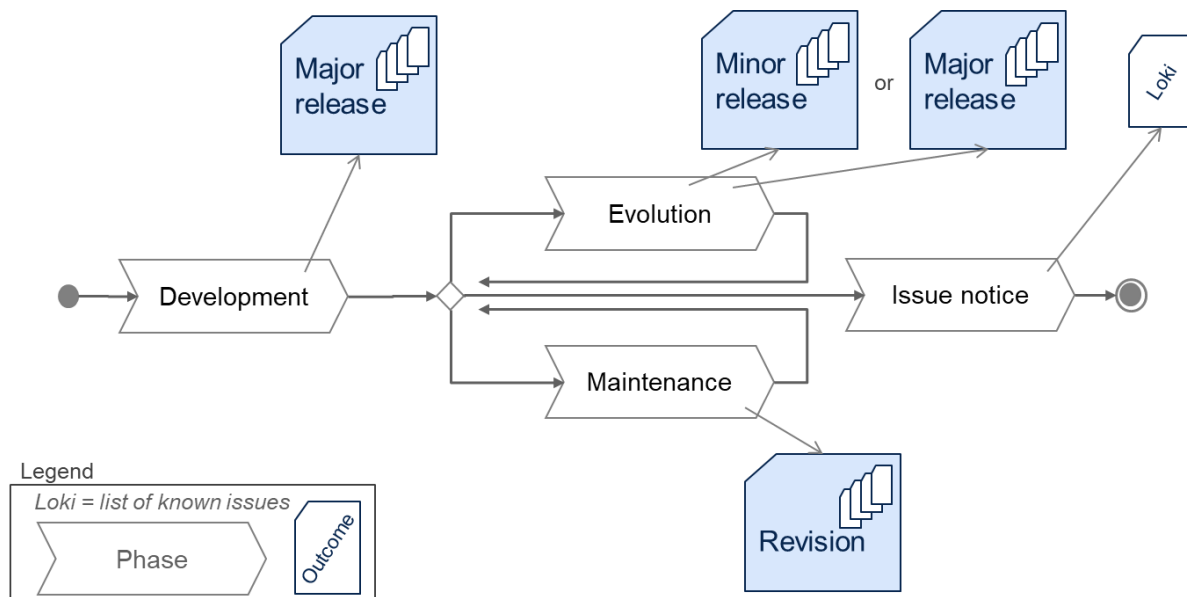 Major
release
Minor
release
or
Major
release
Loki
Evolution
Development
Issue notice
Maintenance
Revision
Legend
Loki = list of known issues
Phase
Outcome